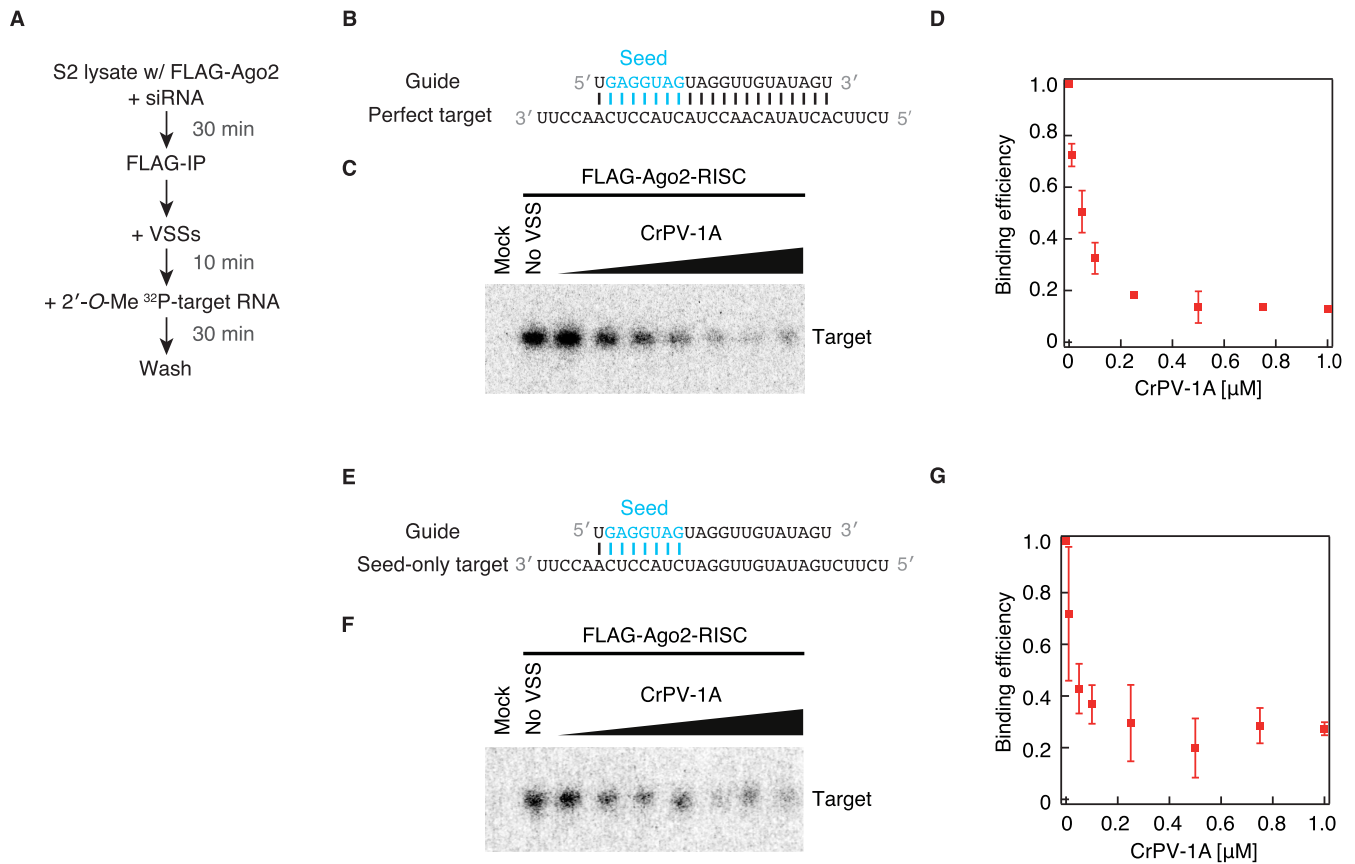 A
S2 lysate w/ FLAG-Ago2
+ siRNA
30 min
FLAG-IP
+ VSSs
10 min
+ 2′-O-Me ³²P-target RNA
30 min
Wash
B
Seed
Guide 5′ UGAGGUAGUAGGUUGUAUAGU 3′
Perfect target 3′ UUCCAACUCCAUCAUCCAACAUAUCACUUCU 5′
C
FLAG-Ago2-RISC
Mock
No VSS
CrPV-1A
Target
D
Binding efficiency
1.0
0.8
0.6
0.4
0.2
0
0 0.2 0.4 0.6 0.8 1.0
CrPV-1A [µM]
E
Seed
Guide 5′ UGAGGUAGUAGGUUGUAUAGU 3′
Seed-only target 3′ UUCCAACUCCAUCUAGGUUGUAUAGUCUUCU 5′
F
FLAG-Ago2-RISC
Mock
No VSS
CrPV-1A
Target
G
Binding efficiency
1.0
0.8
0.6
0.4
0.2
0
0 0.2 0.4 0.6 0.8 1.0
CrPV-1A [µM]